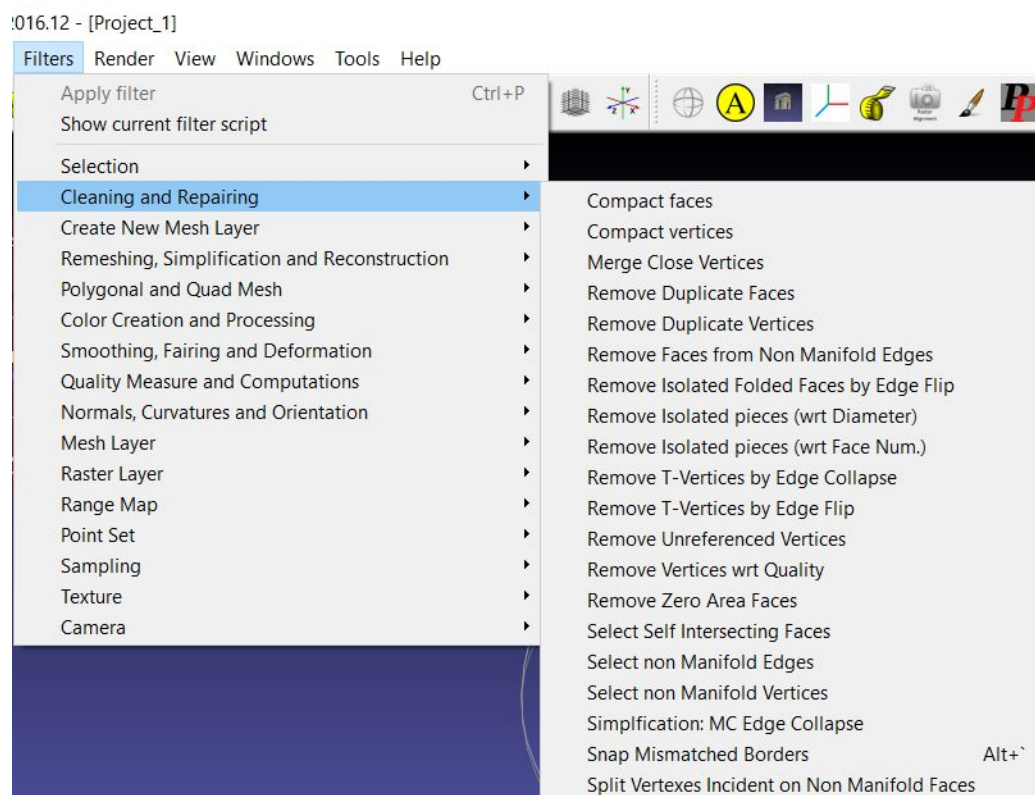 :016.12 - [Project_1]
Filters Render View Windows Tools Help
Apply filter Ctrl+P
Show current filter script
Selection
Cleaning and Repairing
Create New Mesh Layer
Remeshing, Simplification and Reconstruction
Polygonal and Quad Mesh
Color Creation and Processing
Smoothing, Fairing and Deformation
Quality Measure and Computations
Normals, Curvatures and Orientation
Mesh Layer
Raster Layer
Range Map
Point Set
Sampling
Texture
Camera
A
Compact faces
Compact vertices
Merge Close Vertices
Remove Duplicate Faces
Remove Duplicate Vertices
Remove Faces from Non Manifold Edges
Remove Isolated Folded Faces by Edge Flip
Remove Isolated pieces (wrt Diameter)
Remove Isolated pieces (wrt Face Num.)
Remove T-Vertices by Edge Collapse
Remove T-Vertices by Edge Flip
Remove Unreferenced Vertices
Remove Vertices wrt Quality
Remove Zero Area Faces
Select Self Intersecting Faces
Select non Manifold Edges
Select non Manifold Vertices
Simplfication: MC Edge Collapse
Snap Mismatched Borders Alt+`
Split Vertexes Incident on Non Manifold Faces